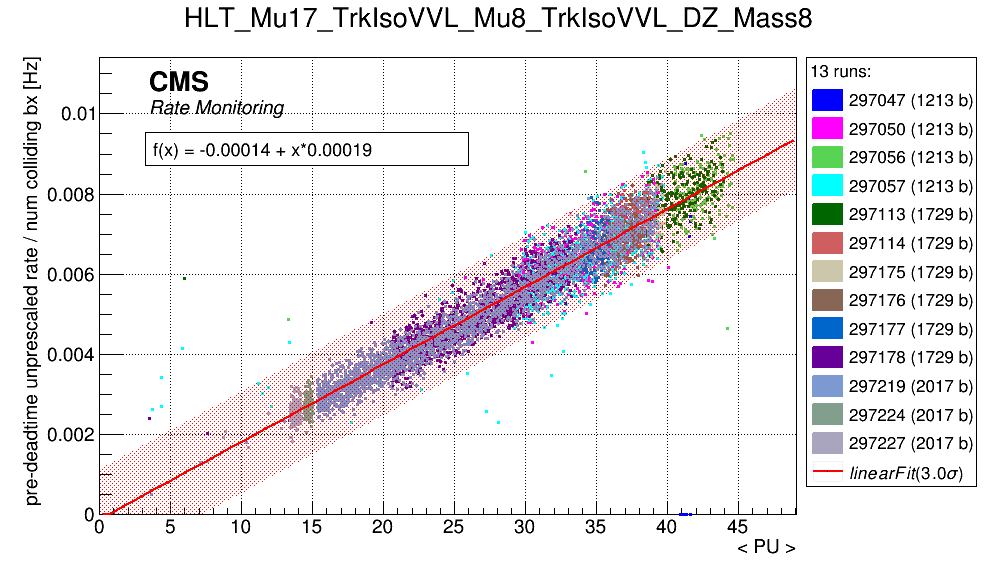 HLT_Mu17_TrkIsoVVL_Mu8_TrkIsoVVL_DZ_Mass8
pre-deadtime unprescaled rate / num colliding bx [Hz]
CMS
Rate Monitoring
f(x) = -0.00014 + x*0.00019
0.01
0.008
0.006
0.004
0.002
0
0 5 10 15 20 25 30 35 40 45
< PU >
13 runs:
297047 (1213 b)
297050 (1213 b)
297056 (1213 b)
297057 (1213 b)
297113 (1729 b)
297114 (1729 b)
297175 (1729 b)
297176 (1729 b)
297177 (1729 b)
297178 (1729 b)
297219 (2017 b)
297224 (2017 b)
297227 (2017 b)
linearFit(3.0σ)